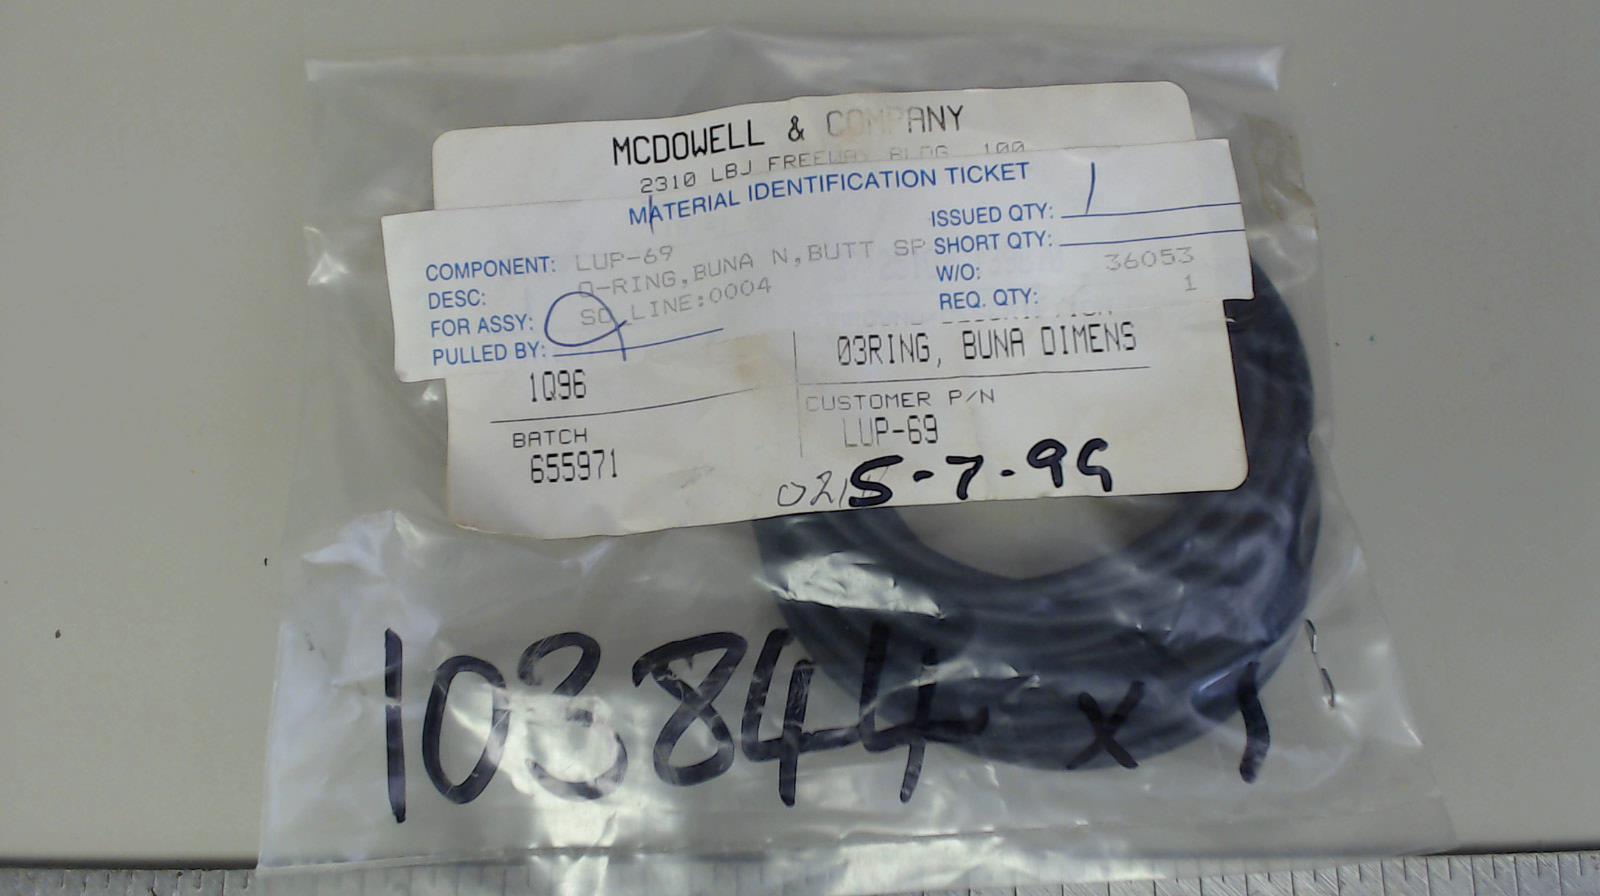 MCDOWELL & COMPANY
2310 LBJ FREEWAY BLDG 100
MATERIAL IDENTIFICATION TICKET
ISSUED QTY: 1
COMPONENT: LUP-69
SHORT QTY:
DESC: O-RING,BUNA N,BUTT SP
W/O: 36053
FOR ASSY: SO LINE:0004
REQ. QTY: 1
PULLED BY:
03RING, BUNA DIMENS
1Q96
CUSTOMER P/N
BATCH
LUP-69
655971
5-7-99
103844 x 1